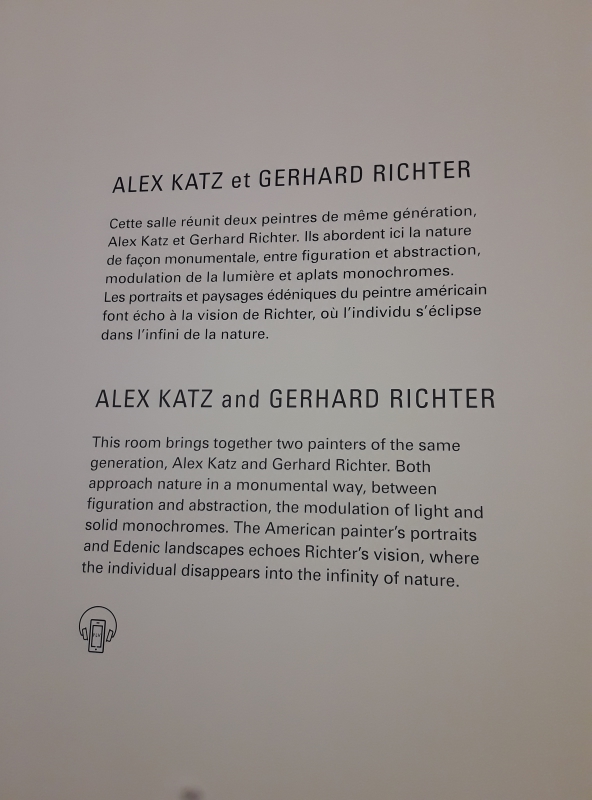 ALEX KATZ et GERHARD RICHTER
Cette salle réunit deux peintres de même génération,
Alex Katz et Gerhard Richter. Ils abordent ici la nature
de façon monumentale, entre figuration et abstraction,
modulation de la lumière et aplats monochromes.
Les portraits et paysages édéniques du peintre américain
font écho à la vision de Richter, où l'individu s'éclipse
dans l'infini de la nature.
ALEX KATZ and GERHARD RICHTER
This room brings together two painters of the same
generation, Alex Katz and Gerhard Richter. Both
approach nature in a monumental way, between
figuration and abstraction, the modulation of light and
solid monochromes. The American painter's portraits
and Edenic landscapes echoes Richter's vision, where
the individual disappears into the infinity of nature.